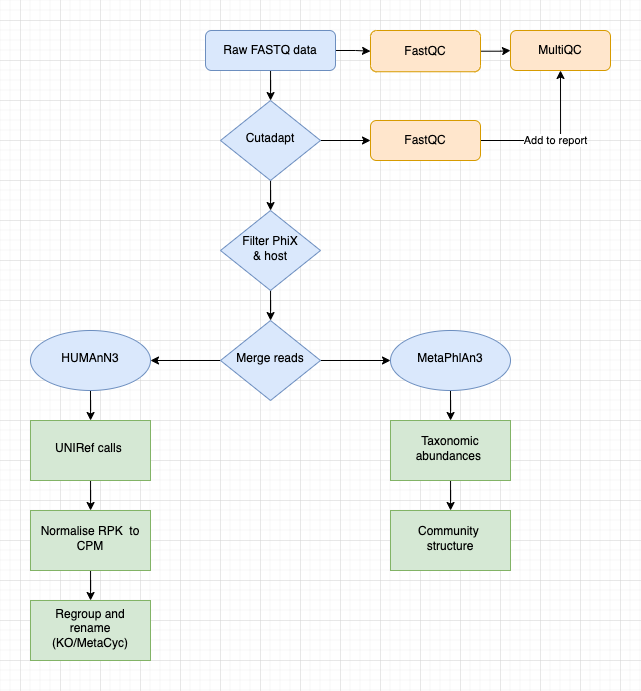 Raw FASTQ data
FastQC
MultiQC
Cutadapt
FastQC
Add to report
Filter PhiX
& host
HUMAnN3
Merge reads
MetaPhlAn3
UNIRef calls
Taxonomic
abundances
Normalise RPK to
CPM
Community
structure
Regroup and
rename
(KO/MetaCyc)